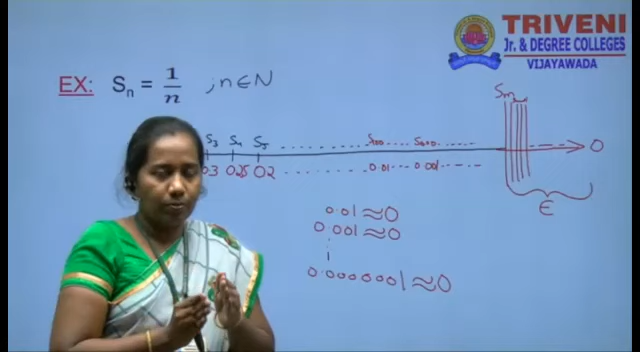 TRIVENI
Jr. & DEGREE COLLEGES
VIJAYAWADA
EX: Sₙ = 1/n ; n ∈ N
Sₘ
S₃ S₄ S₅ ........... S₁₀₀ ..... S₁₀₀₀ ......
0.3 0.25 0.2 ........... 0.01 ... 0.001 ------ 0
ε
0.01 ≈ 0
0.001 ≈ 0
0.0000001 ≈ 0